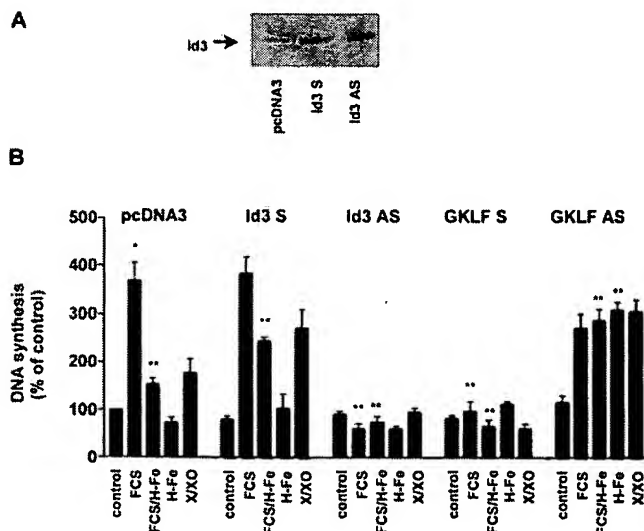 A
Id3
pcDNA3
Id3 S
Id3 AS
B
pcDNA3 Id3 S Id3 AS GKLF S GKLF AS
DNA synthesis
(% of control)
500
400
300
200
100
0
*
**
**
** **
** **
** **
control FCS FCS/H-Fe H-Fe X/XO
control FCS FCS/H-Fe H-Fe X/XO
control FCS FCS/H-Fe H-Fe X/XO
control FCS FCS/H-Fe H-Fe X/XO
control FCS FCS/H-Fe H-Fe X/XO